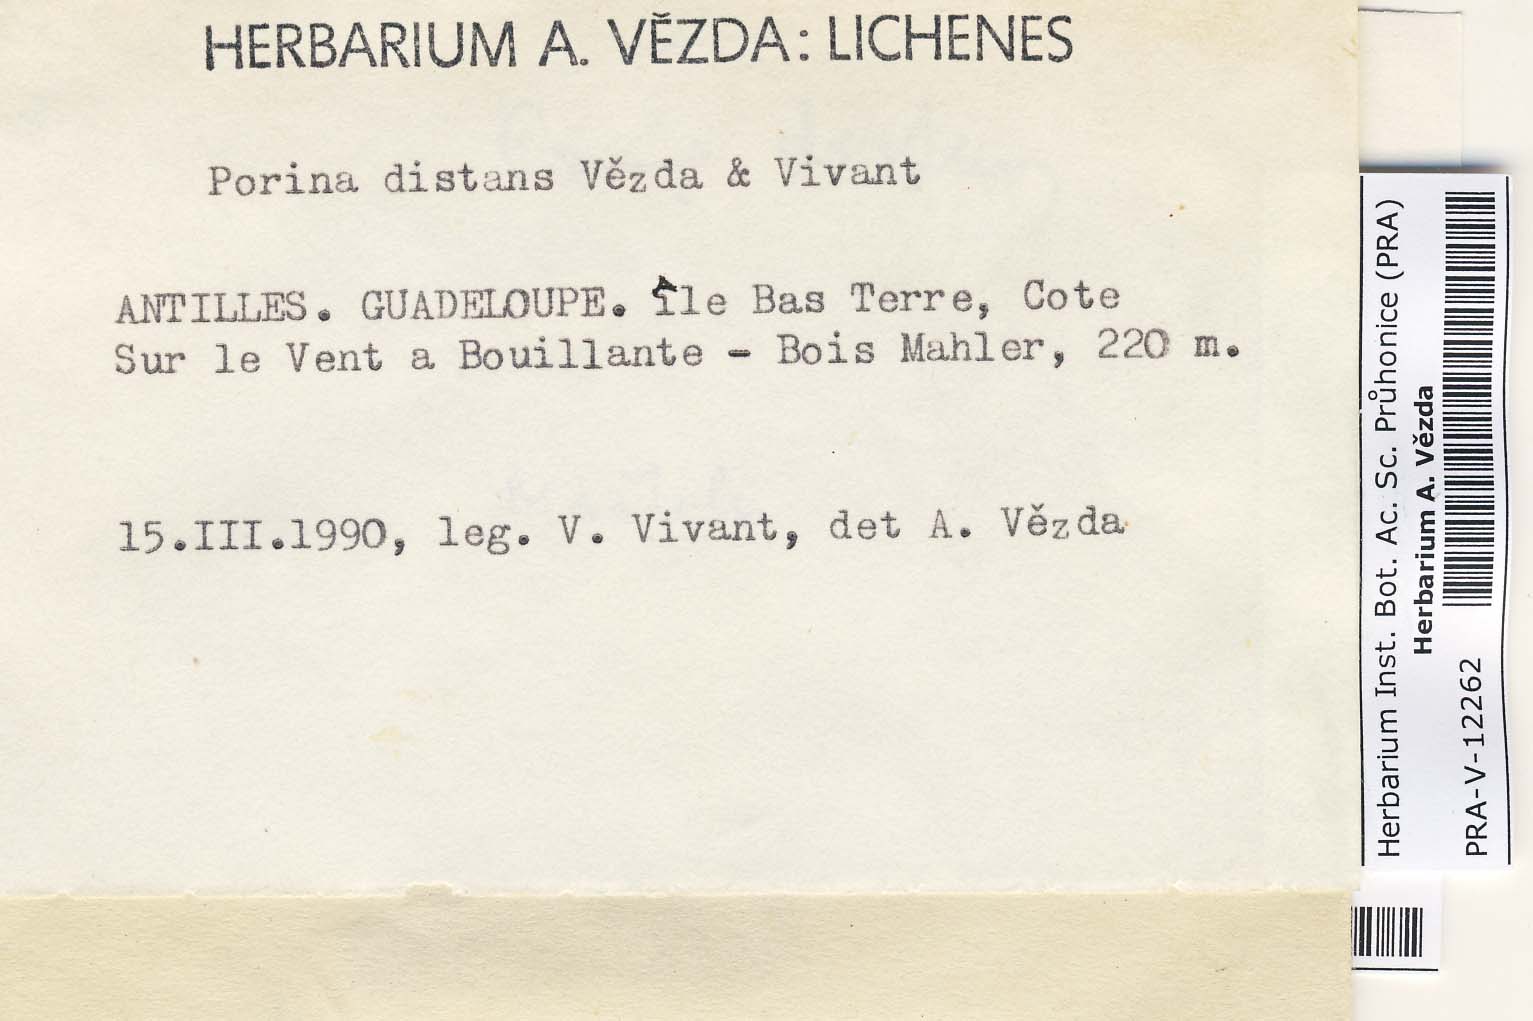 HERBARIUM A. VĚZDA: LICHENES
Porina distans Vězda & Vivant
ANTILLES. GUADELOUPE. Île Bas Terre, Cote
Sur le Vent a Bouillante - Bois Mahler, 220 m.
15.III.1990, leg. V. Vivant, det A. Vězda
Herbarium Inst. Bot. Ac. Sc. Průhonice (PRA)
Herbarium A. Vězda
PRA-V-12262